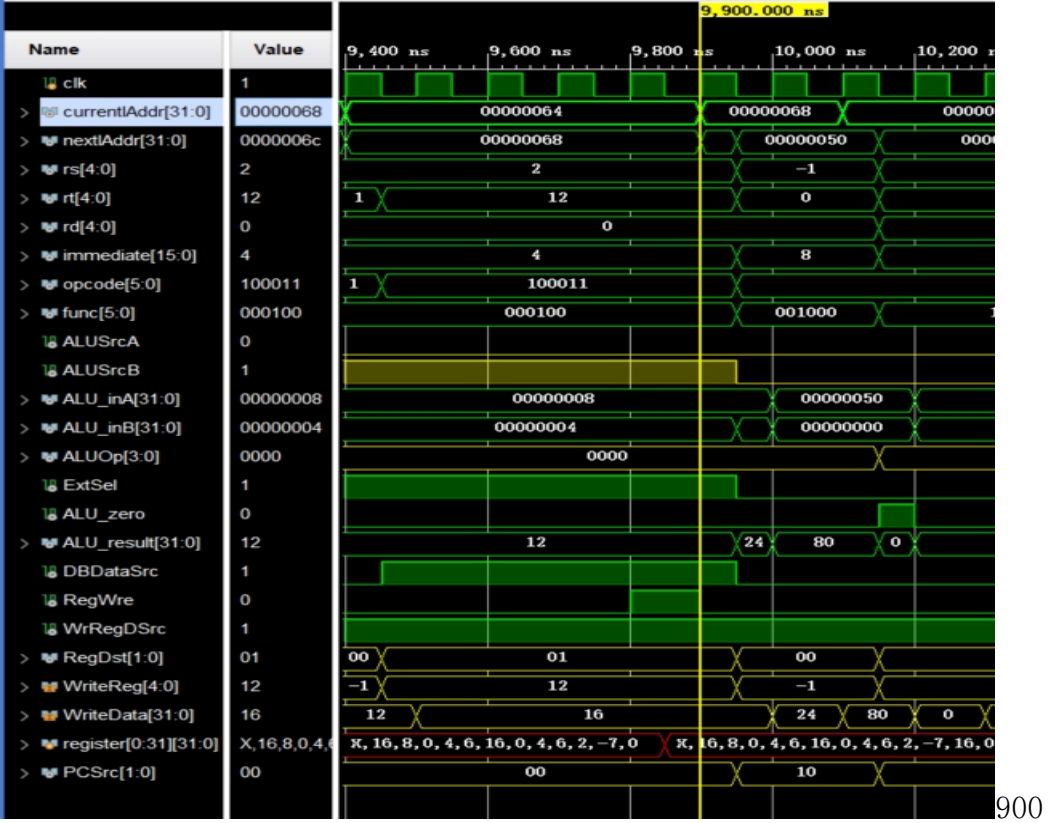 9,900.000 ns
Name Value 9,400 ns 9,600 ns 9,800 ns 10,000 ns 10,200
clk 1
currentIAddr[31:0] 00000068 00000064 00000068 00000
nextIAddr[31:0] 0000006c 00000068 00000050 000
rs[4:0] 2 2 -1
rt[4:0] 12 1 12 0
rd[4:0] 0 0
immediate[15:0] 4 4 8
opcode[5:0] 100011 1 100011
func[5:0] 000100 000100 001000 1
ALUSrcA 0
ALUSrcB 1
ALU_inA[31:0] 00000008 00000008 00000050
ALU_inB[31:0] 00000004 00000004 00000000
ALUOp[3:0] 0000 0000
ExtSel 1
ALU_zero 0
ALU_result[31:0] 12 12 24 80 0
DBDataSrc 1
RegWre 0
WrRegDSrc 1
RegDst[1:0] 01 00 01 00
WriteReg[4:0] 12 -1 12 -1
WriteData[31:0] 16 12 16 24 80 0
register[0:31][31:0] X,16,8,0,4,6 X,16,8,0,4,6,16,0,4,6,2,-7,0 X,16,8,0,4,6,16,0,4,6,2,-7,16,0
PCSrc[1:0] 00 00 10
900